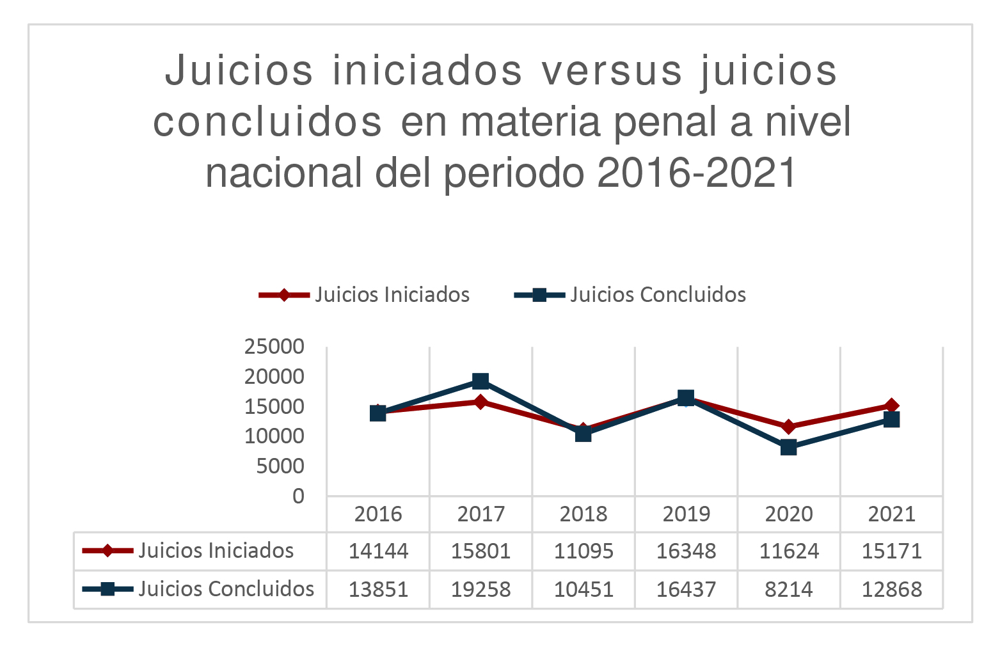 Juicios iniciados versus juicios
concluidos en materia penal a nivel
nacional del periodo 2016-2021
Juicios Iniciados Juicios Concluidos
25000
20000
15000
10000
5000
0
2016 2017 2018 2019 2020 2021
Juicios Iniciados 14144 15801 11095 16348 11624 15171
Juicios Concluidos 13851 19258 10451 16437 8214 12868